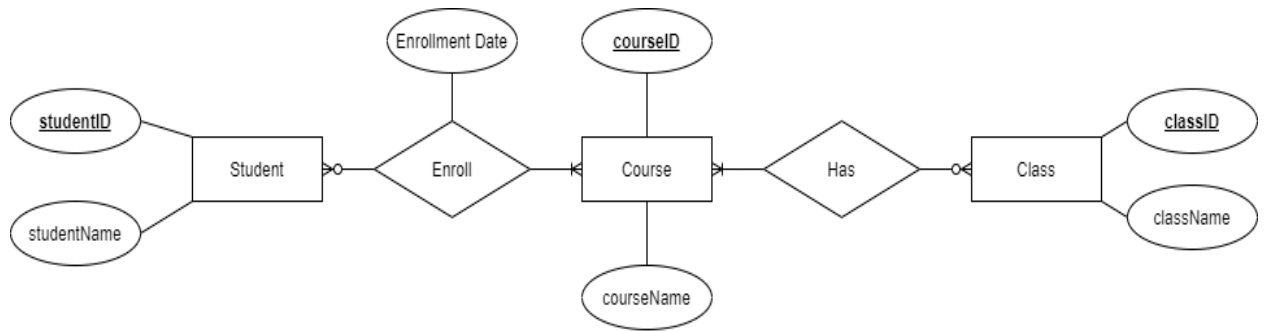 Enrollment Date
courseID
studentID
classID
Student
Enroll
Course
Has
Class
studentName
className
courseName